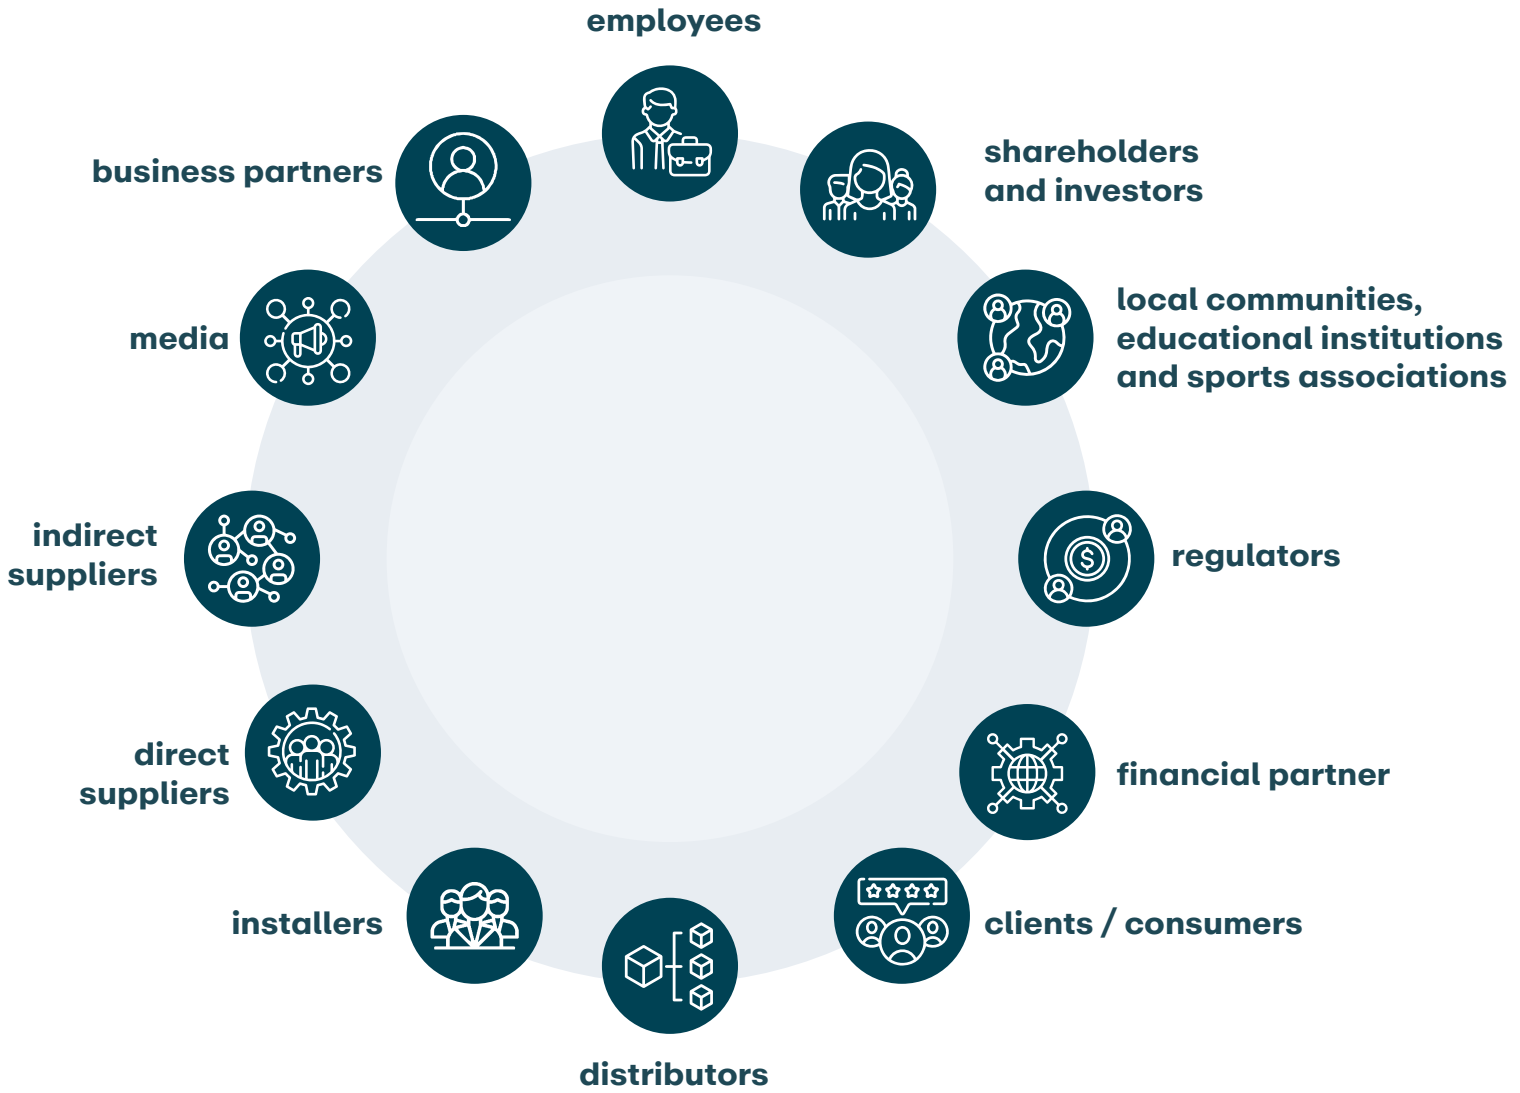 employees
shareholders
and investors
local communities,
educational institutions
and sports associations
regulators
$
financial partner
clients / consumers
distributors
installers
direct
suppliers
indirect
suppliers
media
business partners